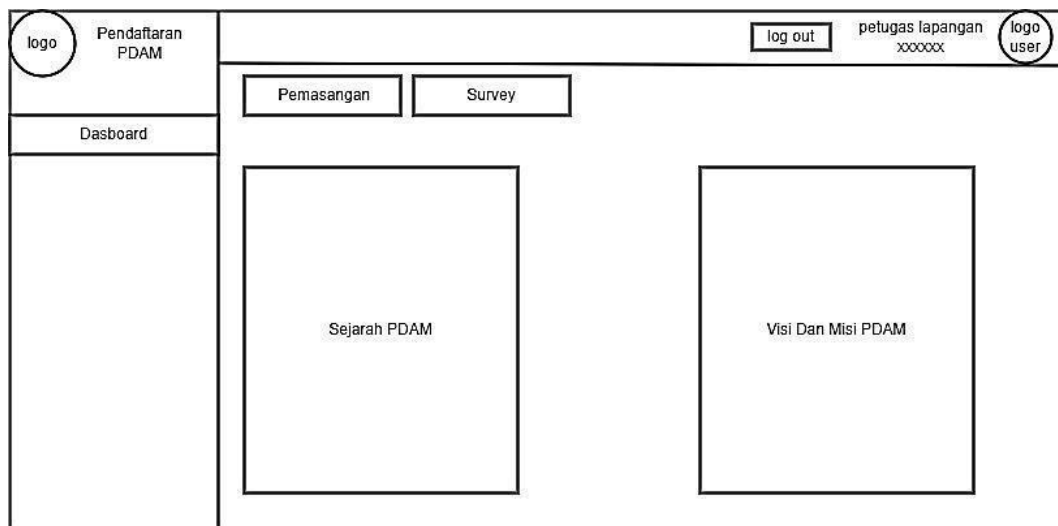 logo
Pendaftaran
PDAM
log out
petugas lapangan
xxxxxx
logo
user
Pemasangan
Survey
Dasboard
Sejarah PDAM
Visi Dan Misi PDAM